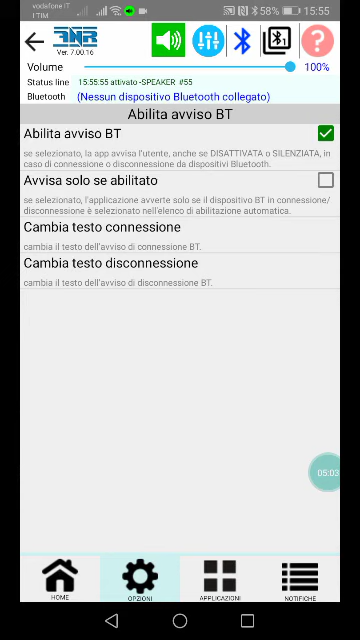 vodafone IT
I TIM
58%
15:55
FNR
Ver. 7.00.16
1
?
Volume
100%
Status line
15:55:55 attivato -SPEAKER #55
Bluetooth
(Nessun dispositivo Bluetooth collegato)
Abilita avviso BT
Abilita avviso BT
se selezionato, la app avvisa l'utente, anche se DISATTIVATA o SILENZIATA, in
caso di connessione o disconnessione da dispositivi Bluetooth.
Avvisa solo se abilitato
se selezionato, l'applicazione avverte solo se il dispositivo BT in connessione/
disconnessione è selezionato nell'elenco di abilitazione automatica.
Cambia testo connessione
cambia il testo dell'avviso di connessione BT.
Cambia testo disconnessione
cambia il testo dell'avviso di disconnessione BT.
05:03
HOME
OPZIONI
APPLICAZIONI
NOTIFICHE